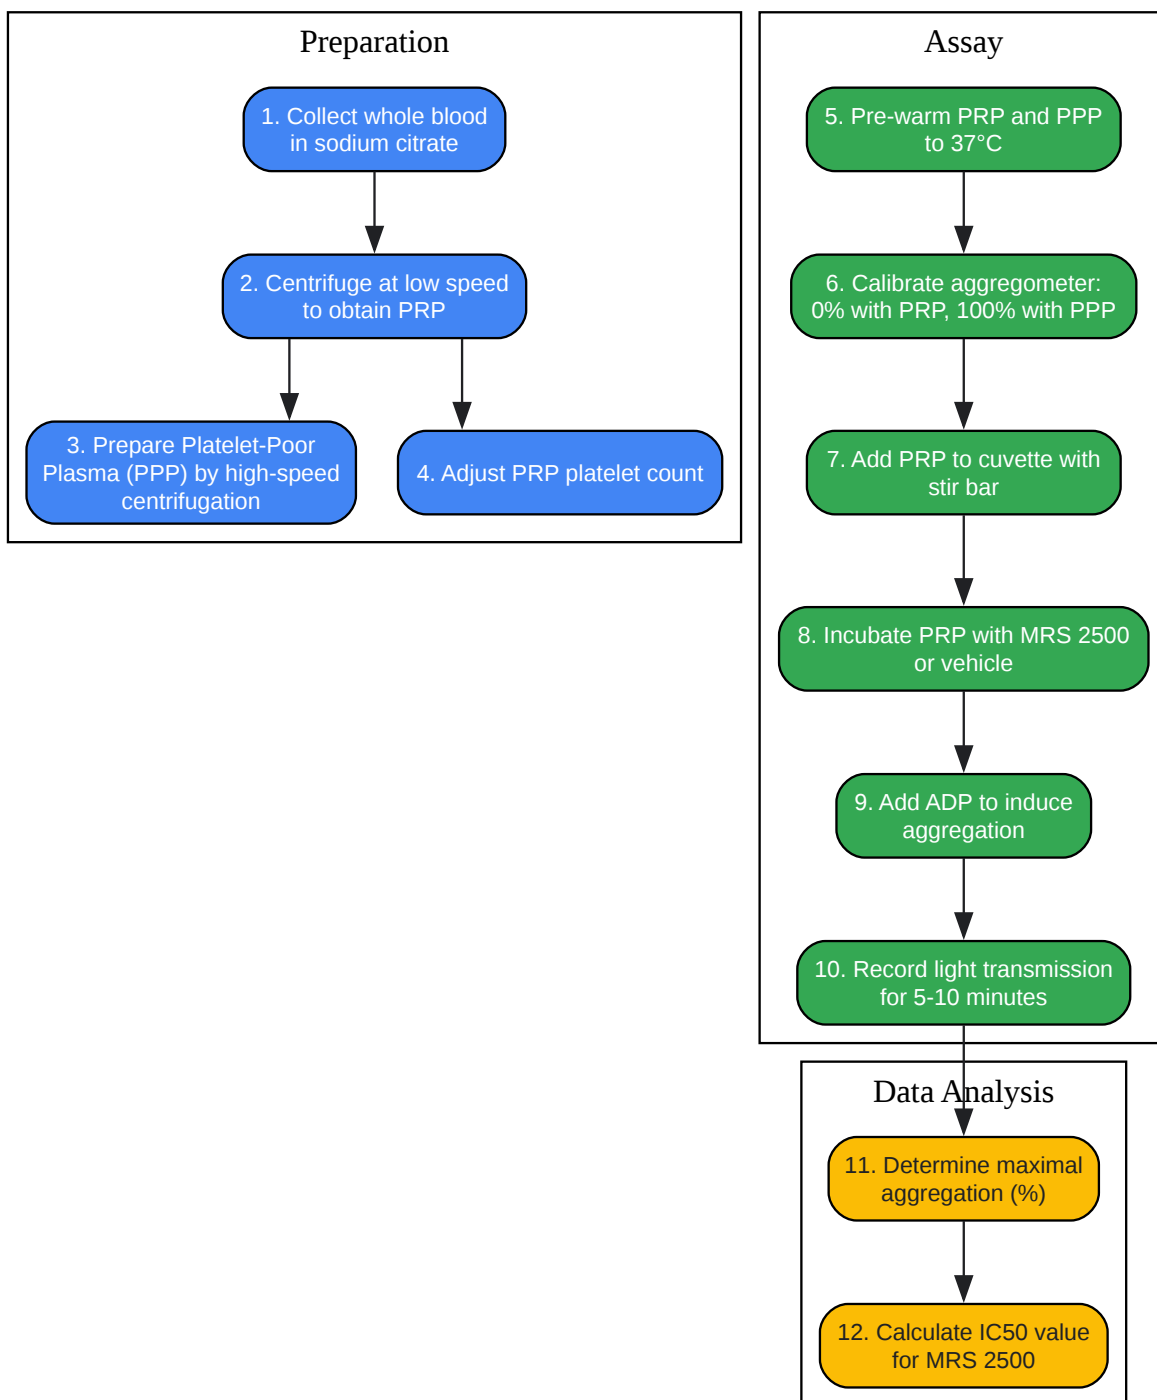 Preparation
1. Collect whole blood
in sodium citrate
2. Centrifuge at low speed
to obtain PRP
3. Prepare Platelet-Poor
Plasma (PPP) by high-speed
centrifugation
4. Adjust PRP platelet count
Assay
5. Pre-warm PRP and PPP
to 37°C
6. Calibrate aggregometer:
0% with PRP, 100% with PPP
7. Add PRP to cuvette with
stir bar
8. Incubate PRP with MRS 2500
or vehicle
9. Add ADP to induce
aggregation
10. Record light transmission
for 5-10 minutes
Data Analysis
11. Determine maximal
aggregation (%)
12. Calculate IC50 value
for MRS 2500